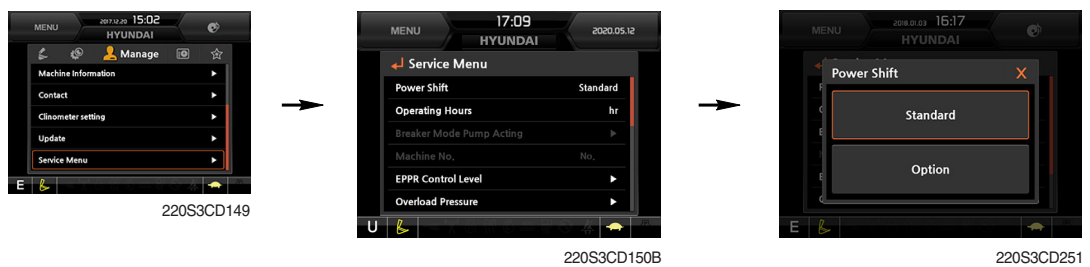 MENU
2017.12.20 15:02
HYUNDAI
Manage
Machine Information
Contact
Clinometer setting
Update
Service Menu
E
220S3CD149
MENU
17:09
2020.05.12
HYUNDAI
Service Menu
Power Shift Standard
Operating Hours hr
Breaker Mode Pump Acting
Machine No. No.
EPPR Control Level
Overload Pressure
U
220S3CD150B
MENU
2018.01.03 16:17
HYUNDAI
Power Shift X
Standard
Option
E
220S3CD251